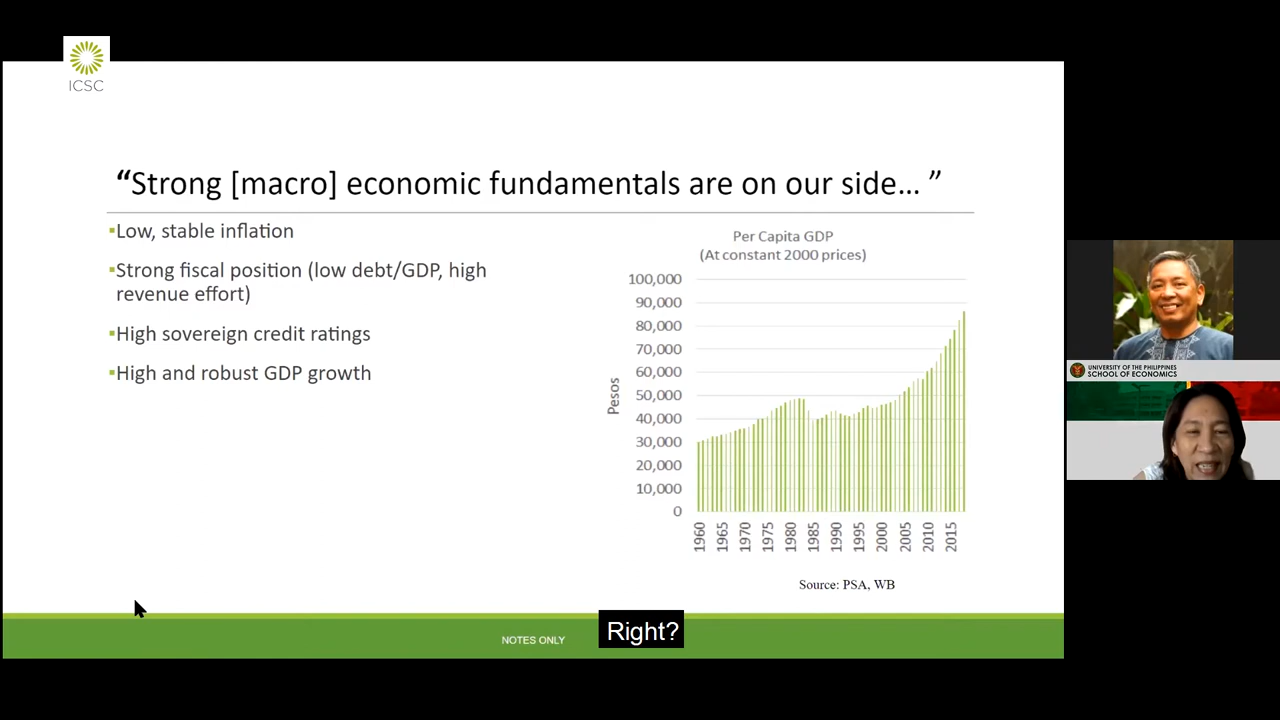 ICSC
“Strong [macro] economic fundamentals are on our side… ”
▪Low, stable inflation
▪Strong fiscal position (low debt/GDP, high
revenue effort)
▪High sovereign credit ratings
▪High and robust GDP growth
Per Capita GDP
(At constant 2000 prices)
100,000
90,000
80,000
70,000
60,000
50,000
40,000
30,000
20,000
10,000
0
Pesos
1960 1965 1970 1975 1980 1985 1990 1995 2000 2005 2010 2015
Source: PSA, WB
NOTES ONLY
Right?
UNIVERSITY OF THE PHILIPPINES
SCHOOL OF ECONOMICS